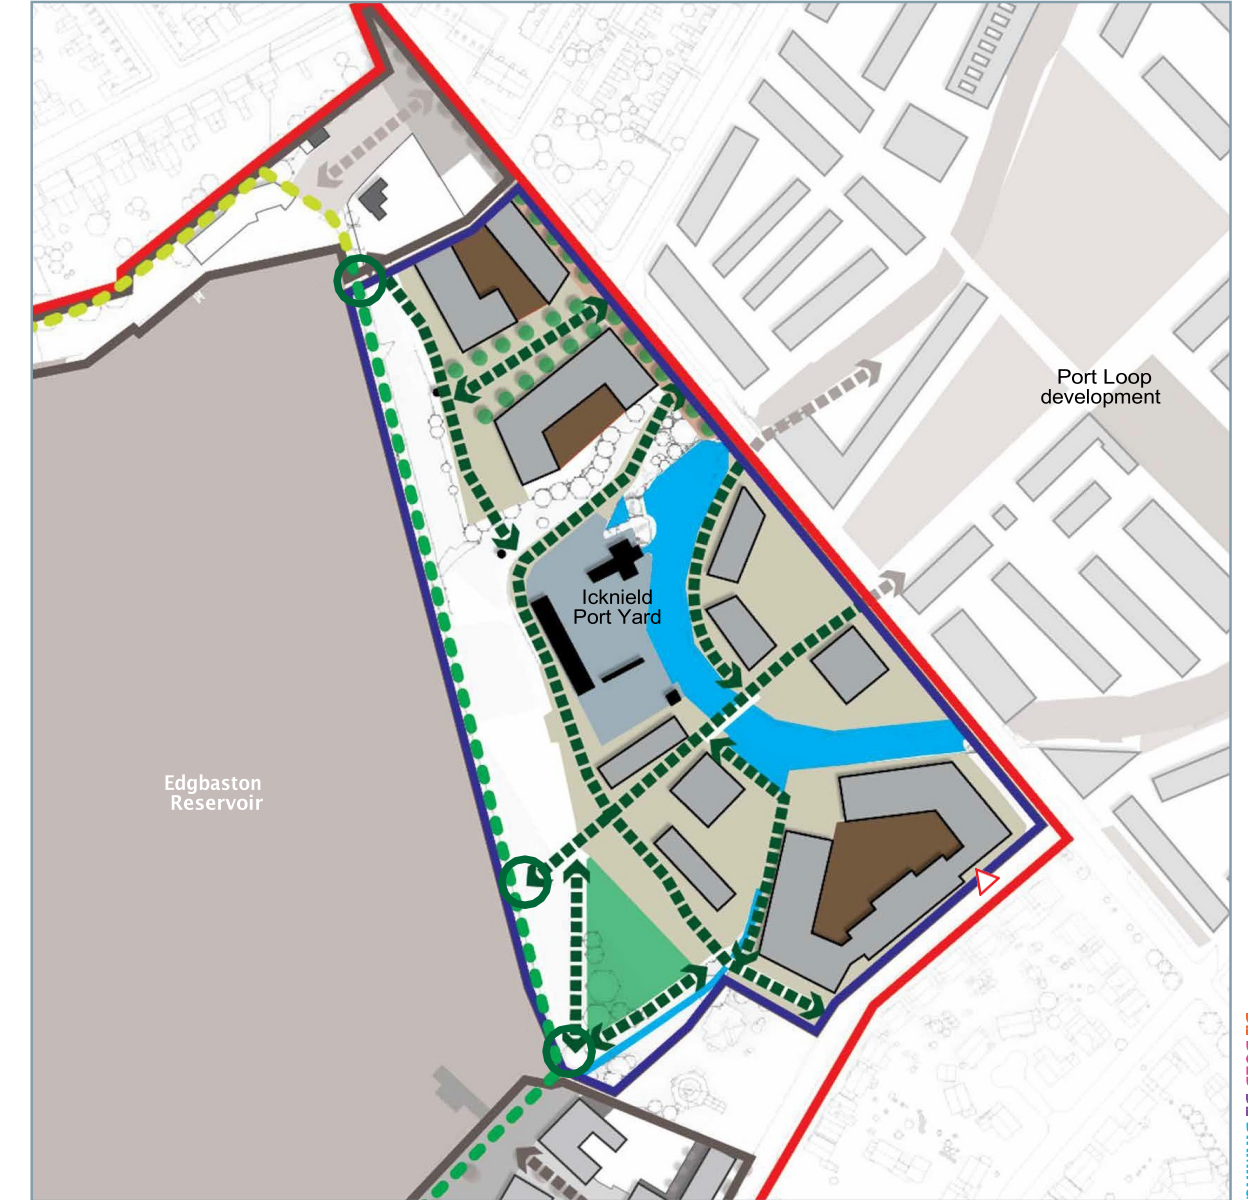 Port Loop
development
Icknield
Port Yard
Edgbaston
Reservoir